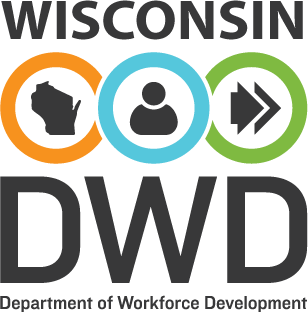 WISCONSIN
DWD
Department of Workforce Development